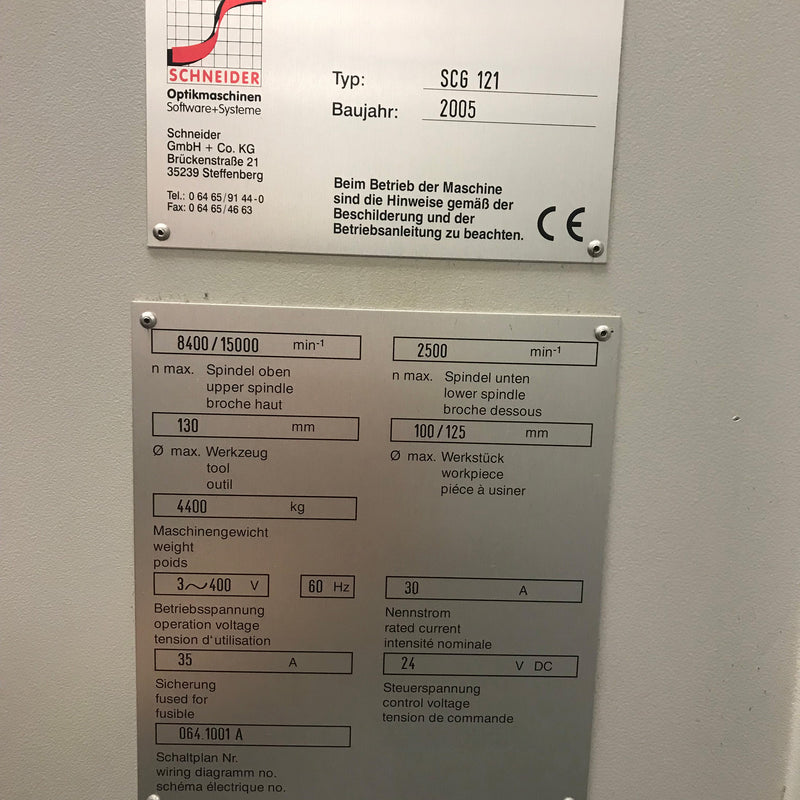 SCHNEIDER
Optikmaschinen
Software+Systeme
Schneider
GmbH + Co. KG
Brückenstraße 21
35239 Steffenberg
Tel.: 0 64 65/91 44-0
Fax: 0 64 65/46 63
Typ: SCG 121
Baujahr: 2005
Beim Betrieb der Maschine
sind die Hinweise gemäß der
Beschilderung und der
Betriebsanleitung zu beachten.
CE
8400/15000 min-1
n max. Spindel oben
upper spindle
broche haut
2500 min-1
n max. Spindel unten
lower spindle
broche dessous
130 mm
Ø max. Werkzeug
tool
outil
100/125 mm
Ø max. Werkstück
workpiece
piéce à usiner
4400 kg
Maschinengewicht
weight
poids
3~400 V 60 Hz
Betriebsspannung
operation voltage
tension d'utilisation
30 A
Nennstrom
rated current
intensité nominale
35 A
Sicherung
fused for
fusible
24 V DC
Steuerspannung
control voltage
tension de commande
064.1001 A
Schaltplan Nr.
wiring diagramm no.
schéma électrique no.